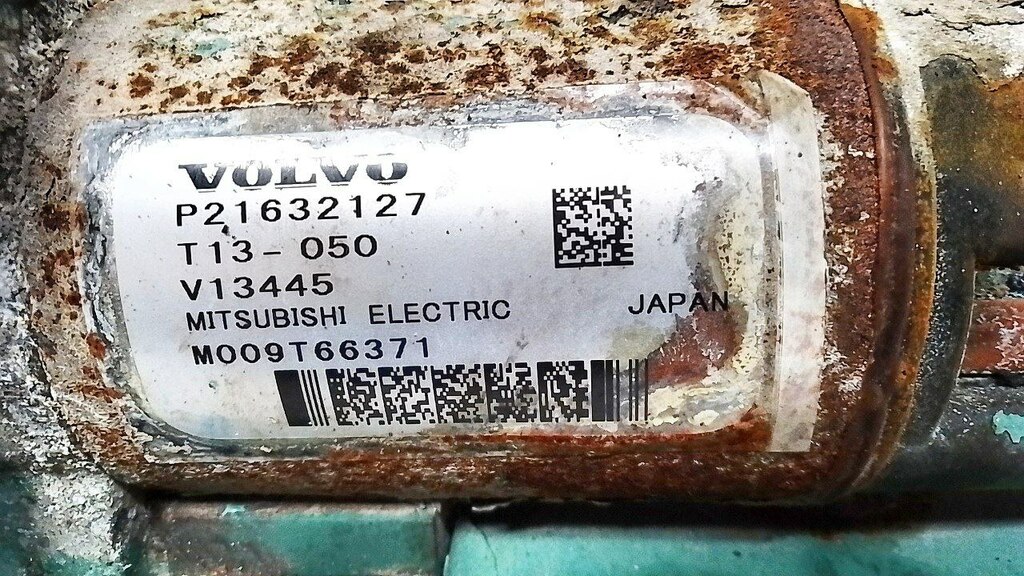 VOLVO
P21632127
T13-050
V13445
MITSUBISHI ELECTRIC JAPAN
M009T66371